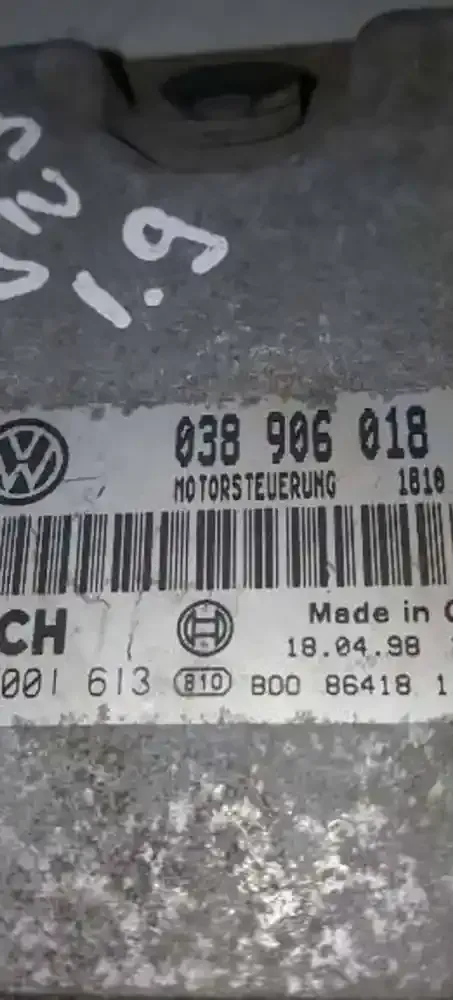 1.9
038 906 018
MOTORSTEUERUNG 1810
CH Made in G
18.04.98
001 613 810 B00 86418 1